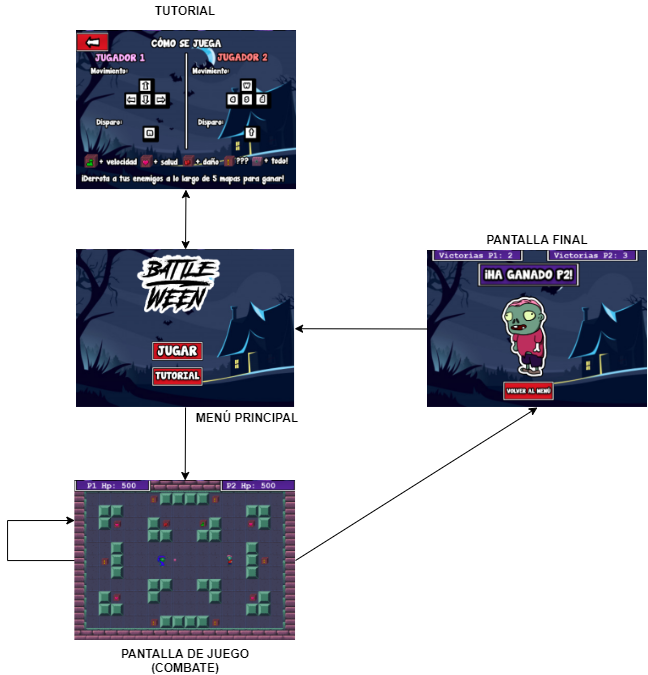 TUTORIAL
CÓMO SE JUEGA
JUGADOR 1
JUGADOR 2
Movimiento:
Movimiento:
W
A S D
Disparo:
Disparo:
+ velocidad + salud + daño ??? + todo!
¡Derrota a tus enemigos a lo largo de 5 mapas para ganar!
BATTLE
WEEN
JUGAR
TUTORIAL
MENÚ PRINCIPAL
PANTALLA FINAL
Victorias P1: 2
Victorias P2: 3
¡HA GANADO P2!
VOLVER AL MENÚ
P1 Hp: 500
P2 Hp: 500
PANTALLA DE JUEGO
(COMBATE)